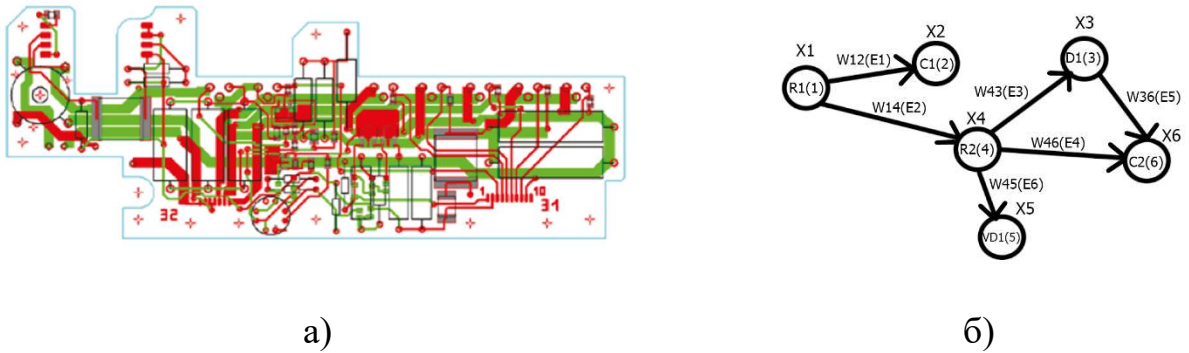 32
1
10
31
X1
X2
X3
X4
X5
X6
R1(1)
C1(2)
D1(3)
R2(4)
VD1(5)
C2(6)
W12(E1)
W14(E2)
W43(E3)
W36(E5)
W46(E4)
W45(E6)
а)
б)